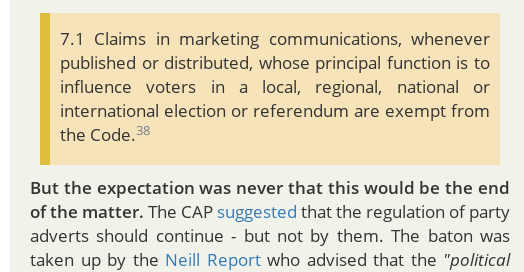 7.1 Claims in marketing communications, whenever
published or distributed, whose principal function is to
influence voters in a local, regional, national or
international election or referendum are exempt from
the Code.38
But the expectation was never that this would be the end
of the matter. The CAP suggested that the regulation of party
adverts should continue - but not by them. The baton was
taken up by the Neill Report who advised that the "political